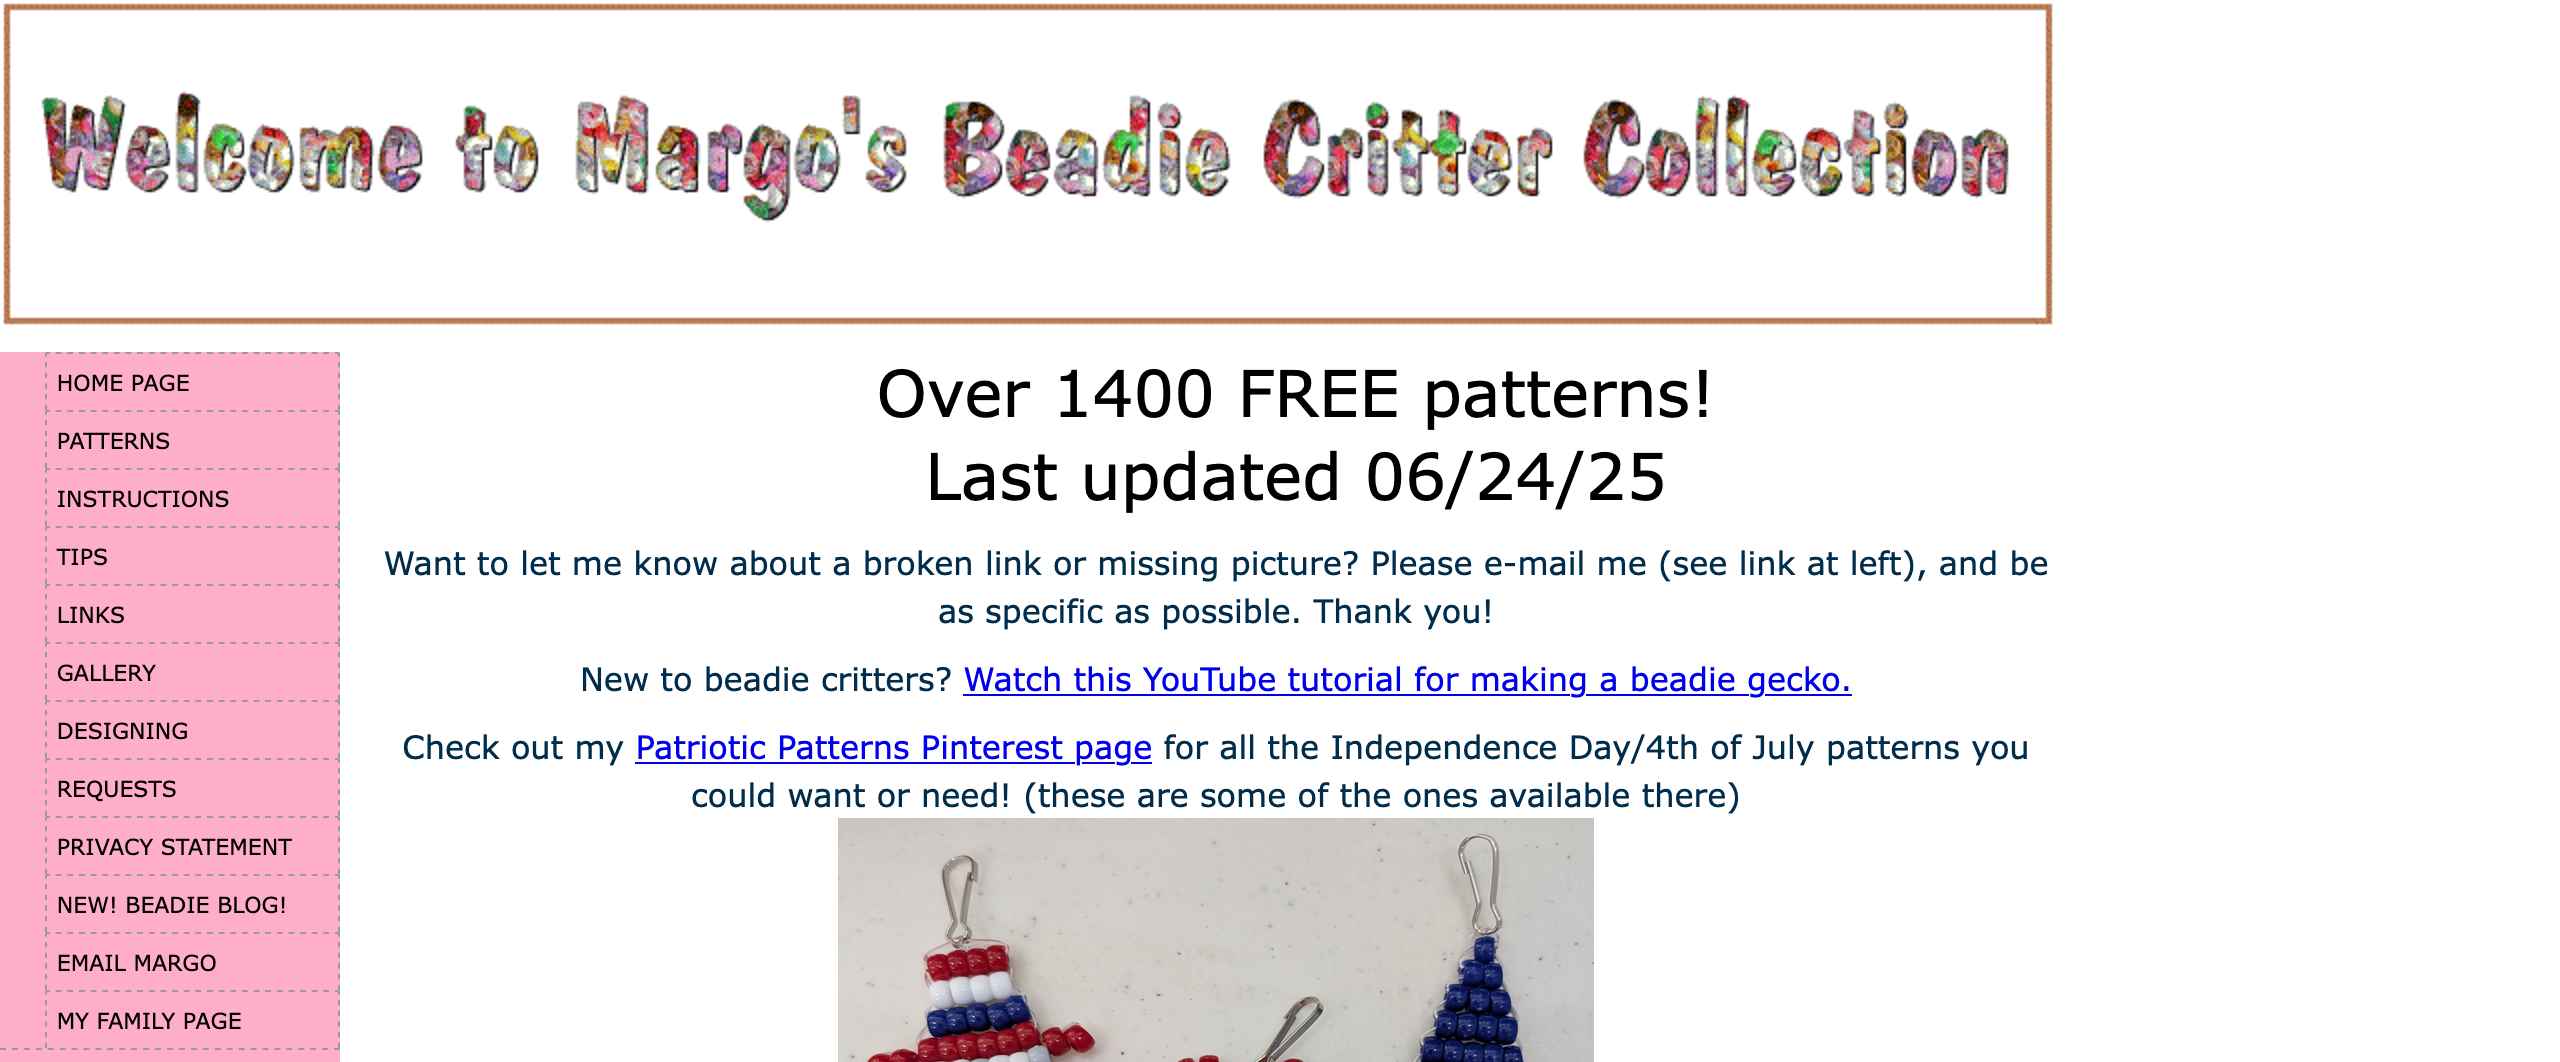 Welcome to Margo's Beadie Critter Collection
HOME PAGE
PATTERNS
INSTRUCTIONS
TIPS
LINKS
GALLERY
DESIGNING
REQUESTS
PRIVACY STATEMENT
NEW! BEADIE BLOG!
EMAIL MARGO
MY FAMILY PAGE
Over 1400 FREE patterns!
Last updated 06/24/25
Want to let me know about a broken link or missing picture? Please e-mail me (see link at left), and be
as specific as possible. Thank you!
New to beadie critters? Watch this YouTube tutorial for making a beadie gecko.
Check out my Patriotic Patterns Pinterest page for all the Independence Day/4th of July patterns you
could want or need! (these are some of the ones available there)